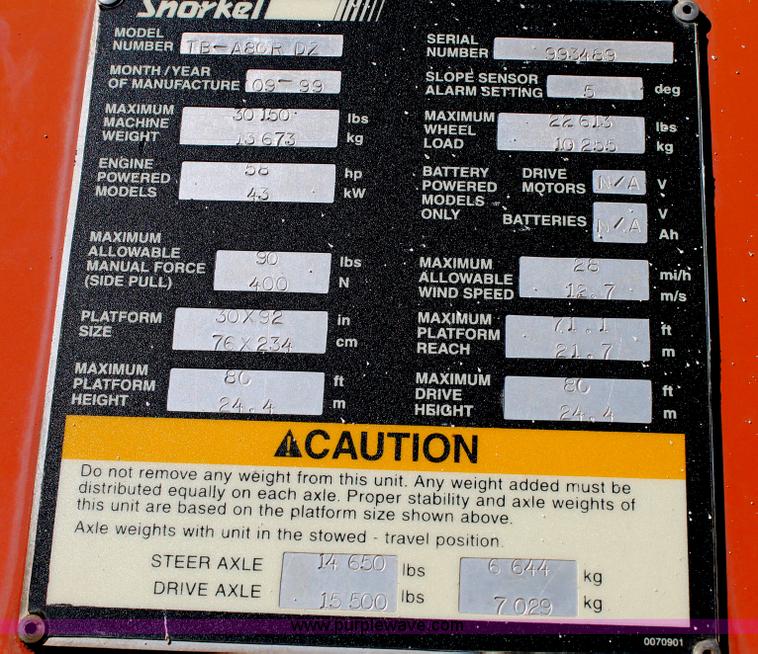 Snorkel
MODEL NUMBER TB-A80R DZ
SERIAL NUMBER 993489
MONTH/YEAR OF MANUFACTURE 09-99
SLOPE SENSOR ALARM SETTING 5 deg
MAXIMUM MACHINE WEIGHT 30 150 lbs
13 673 kg
MAXIMUM WHEEL LOAD 22 613 lbs
10 255 kg
ENGINE POWERED MODELS 58 hp
43 kW
BATTERY POWERED MODELS ONLY
DRIVE MOTORS N/A V
BATTERIES N/A V
Ah
MAXIMUM ALLOWABLE MANUAL FORCE (SIDE PULL) 90 lbs
400 N
MAXIMUM ALLOWABLE WIND SPEED 28 mi/h
12.7 m/s
PLATFORM SIZE 30X92 in
76X234 cm
MAXIMUM PLATFORM REACH 71.1 ft
21.7 m
MAXIMUM PLATFORM HEIGHT 80 ft
24.4 m
MAXIMUM DRIVE HEIGHT 80 ft
24.4 m
CAUTION
Do not remove any weight from this unit. Any weight added must be
distributed equally on each axle. Proper stability and axle weights of
this unit are based on the platform size shown above.
Axle weights with unit in the stowed - travel position.
STEER AXLE 14 650 lbs 6 644 kg
DRIVE AXLE 15 500 lbs 7 029 kg
www.purplewave.com
0070901